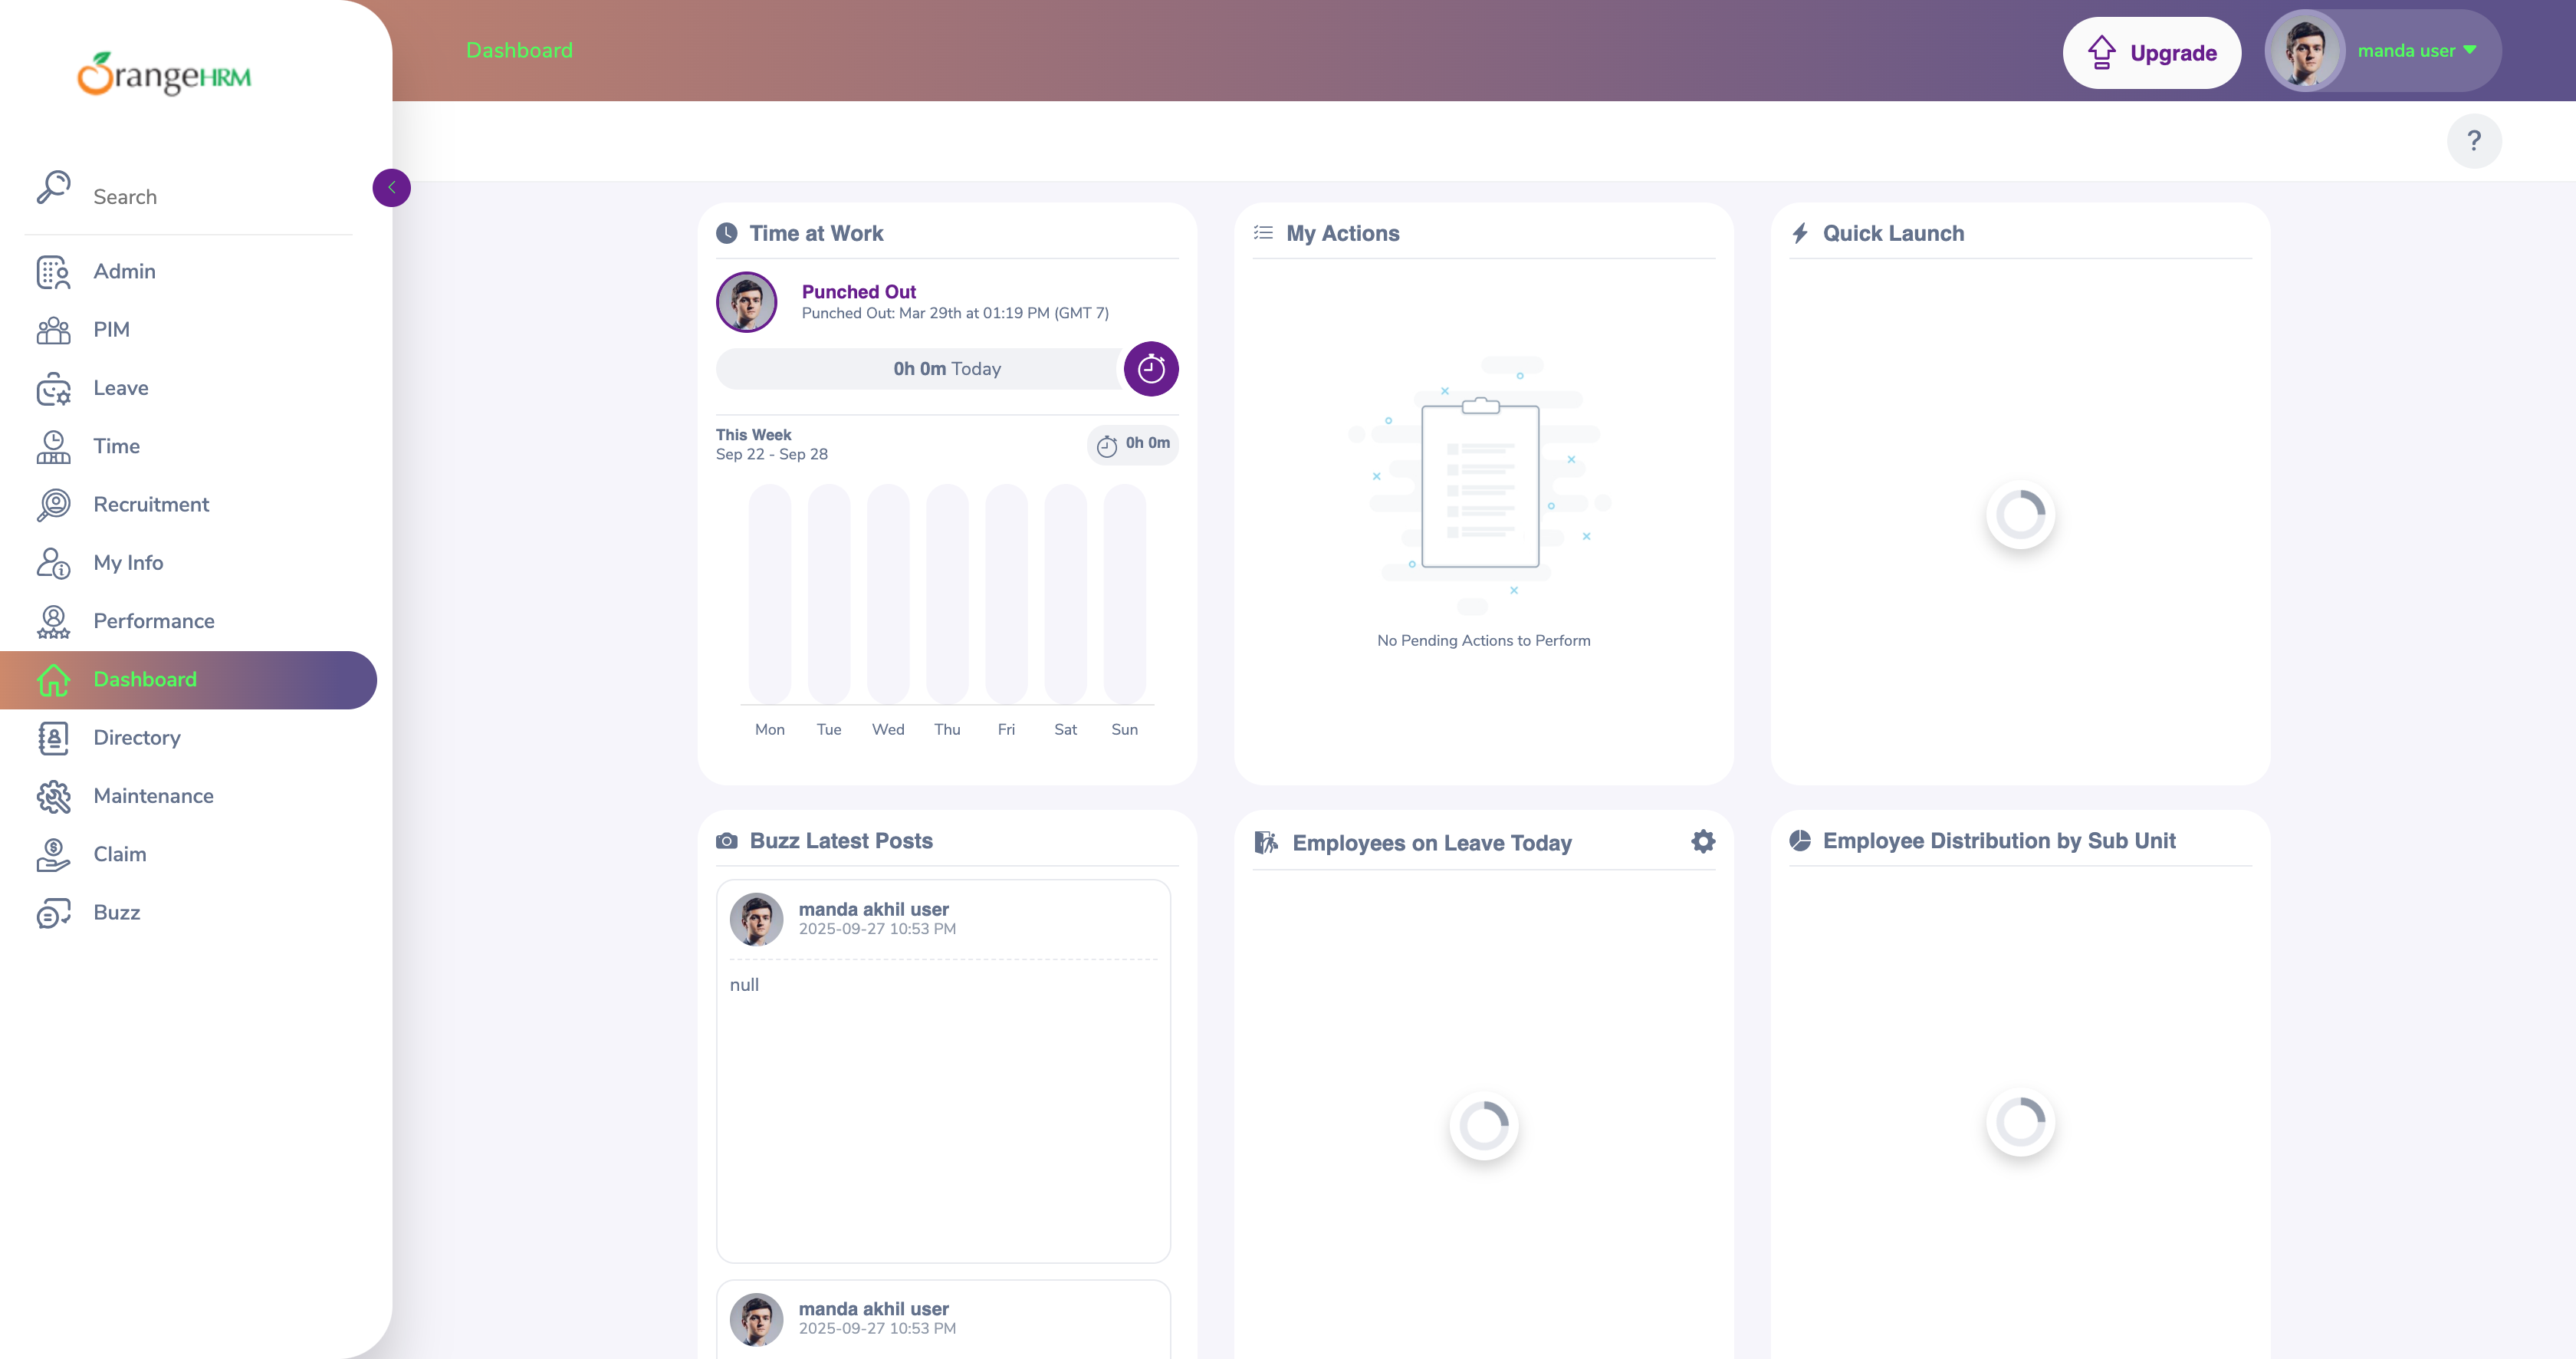 OrangeHRM
Dashboard
Upgrade
manda user
?
Search
Admin
PIM
Leave
Time
Recruitment
My Info
Performance
Dashboard
Directory
Maintenance
Claim
Buzz
Time at Work
Punched Out
Punched Out: Mar 29th at 01:19 PM (GMT 7)
0h 0m Today
This Week
Sep 22 - Sep 28
0h 0m
Mon Tue Wed Thu Fri Sat Sun
My Actions
No Pending Actions to Perform
Quick Launch
Buzz Latest Posts
manda akhil user
2025-09-27 10:53 PM
null
manda akhil user
2025-09-27 10:53 PM
Employees on Leave Today
Employee Distribution by Sub Unit